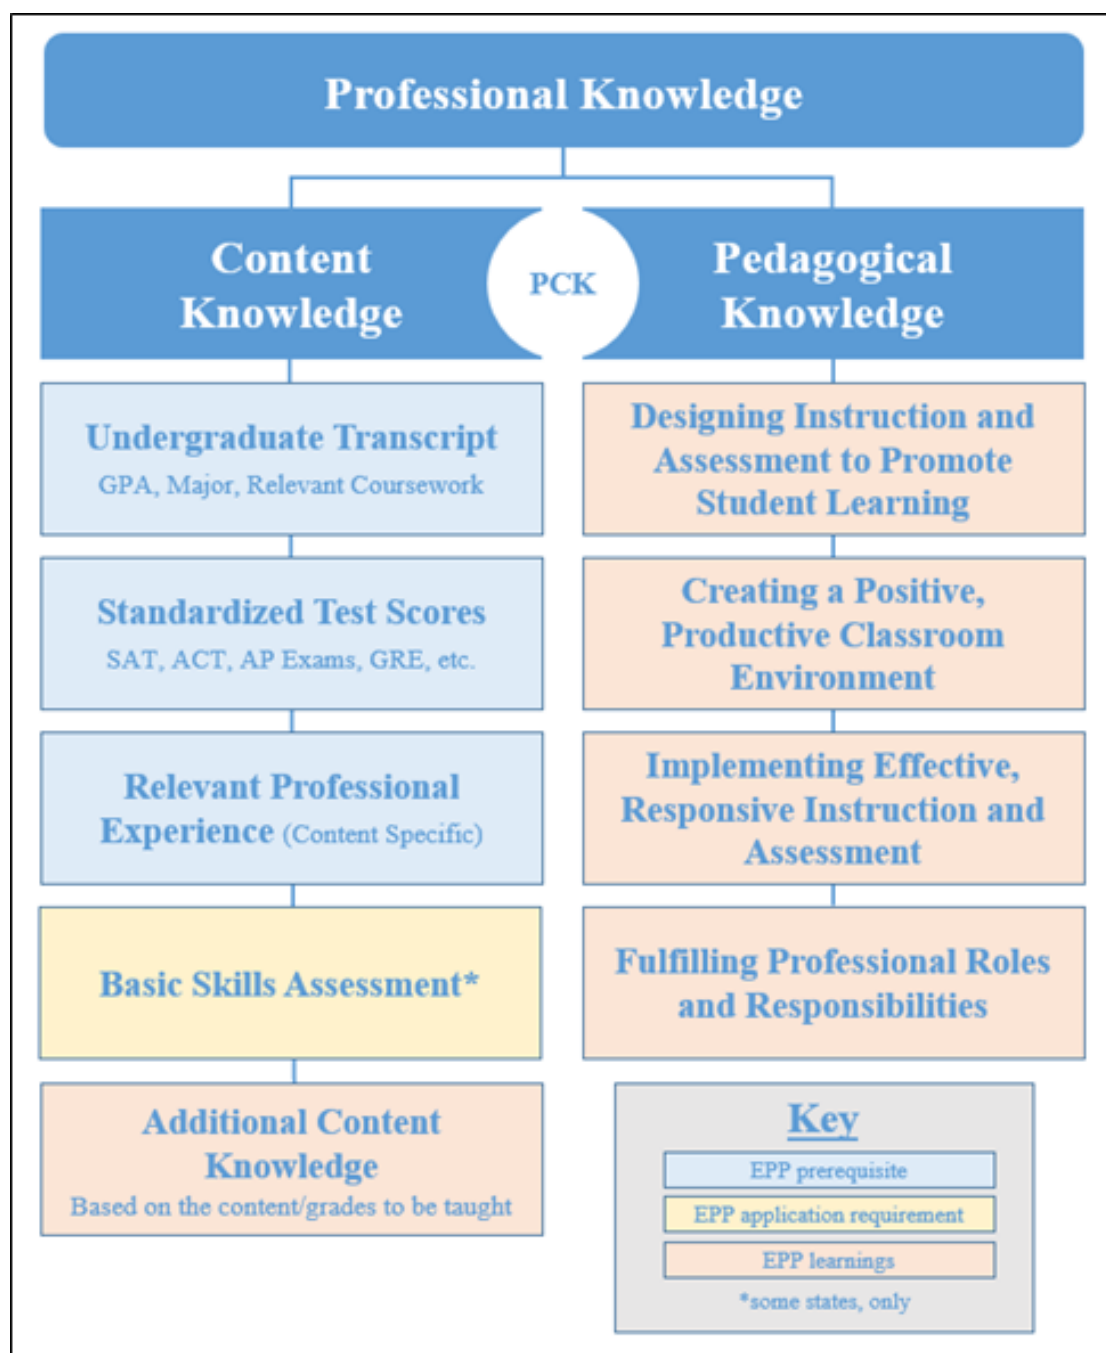 Professional Knowledge
Content
Knowledge
PCK
Pedagogical
Knowledge
Undergraduate Transcript
GPA, Major, Relevant Coursework
Standardized Test Scores
SAT, ACT, AP Exams, GRE, etc.
Relevant Professional
Experience (Content Specific)
Basic Skills Assessment*
Additional Content
Knowledge
Based on the content/grades to be taught
Designing Instruction and
Assessment to Promote
Student Learning
Creating a Positive,
Productive Classroom
Environment
Implementing Effective,
Responsive Instruction and
Assessment
Fulfilling Professional Roles
and Responsibilities
Key
EPP prerequisite
EPP application requirement
EPP learnings
*some states, only